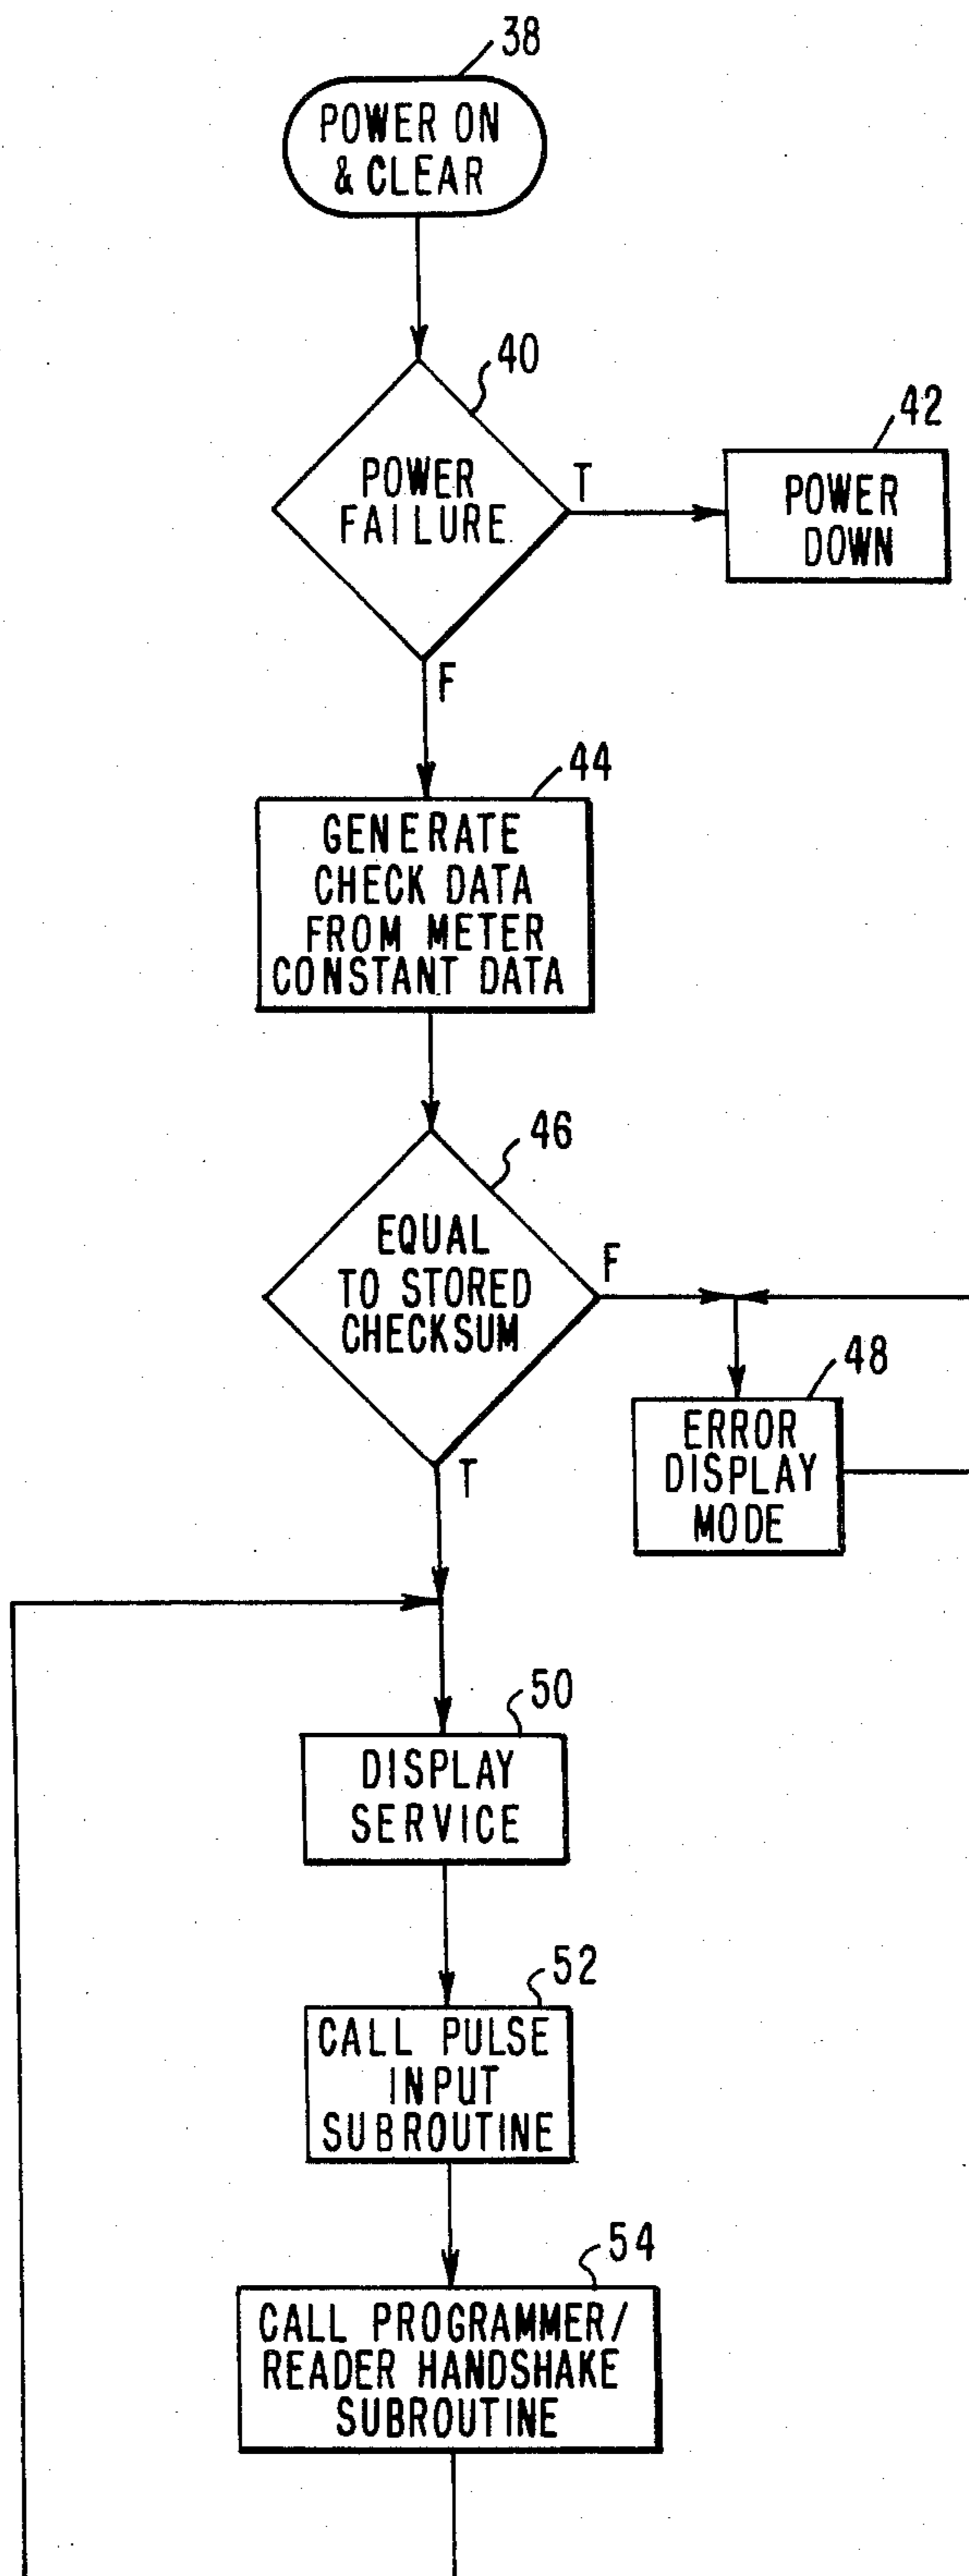 38
POWER ON
& CLEAR
40
POWER
FAILURE
T
42
POWER
DOWN
F
44
GENERATE
CHECK DATA
FROM METER
CONSTANT DATA
46
EQUAL
TO STORED
CHECKSUM
F
48
ERROR
DISPLAY
MODE
T
50
DISPLAY
SERVICE
52
CALL PULSE
INPUT
SUBROUTINE
54
CALL PROGRAMMER/
READER HANDSHAKE
SUBROUTINE